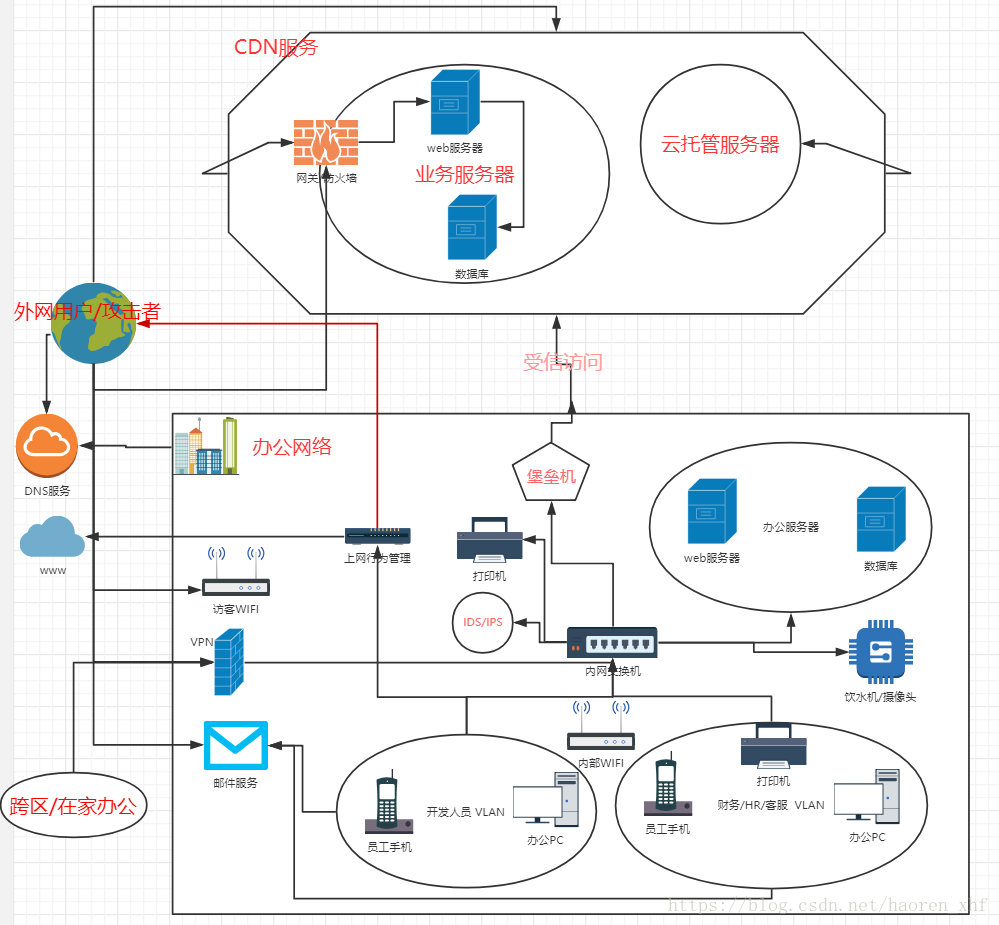 CDN服务
web服务器
云托管服务器
业务服务器
网关/防火墙
数据库
外网用户/攻击者
受信访问
办公网络
堡垒机
DNS服务
办公服务器
web服务器
上网行为管理
数据库
www
打印机
访客WIFI
IDS/IPS
VPN
内网交换机
饮水机/摄像头
内部WIFI
邮件服务
打印机
跨区/在家办公
开发人员 VLAN
财务/HR/客服 VLAN
员工手机
办公PC
员工手机
办公PC
https://blog.csdn.net/haoren_xhf